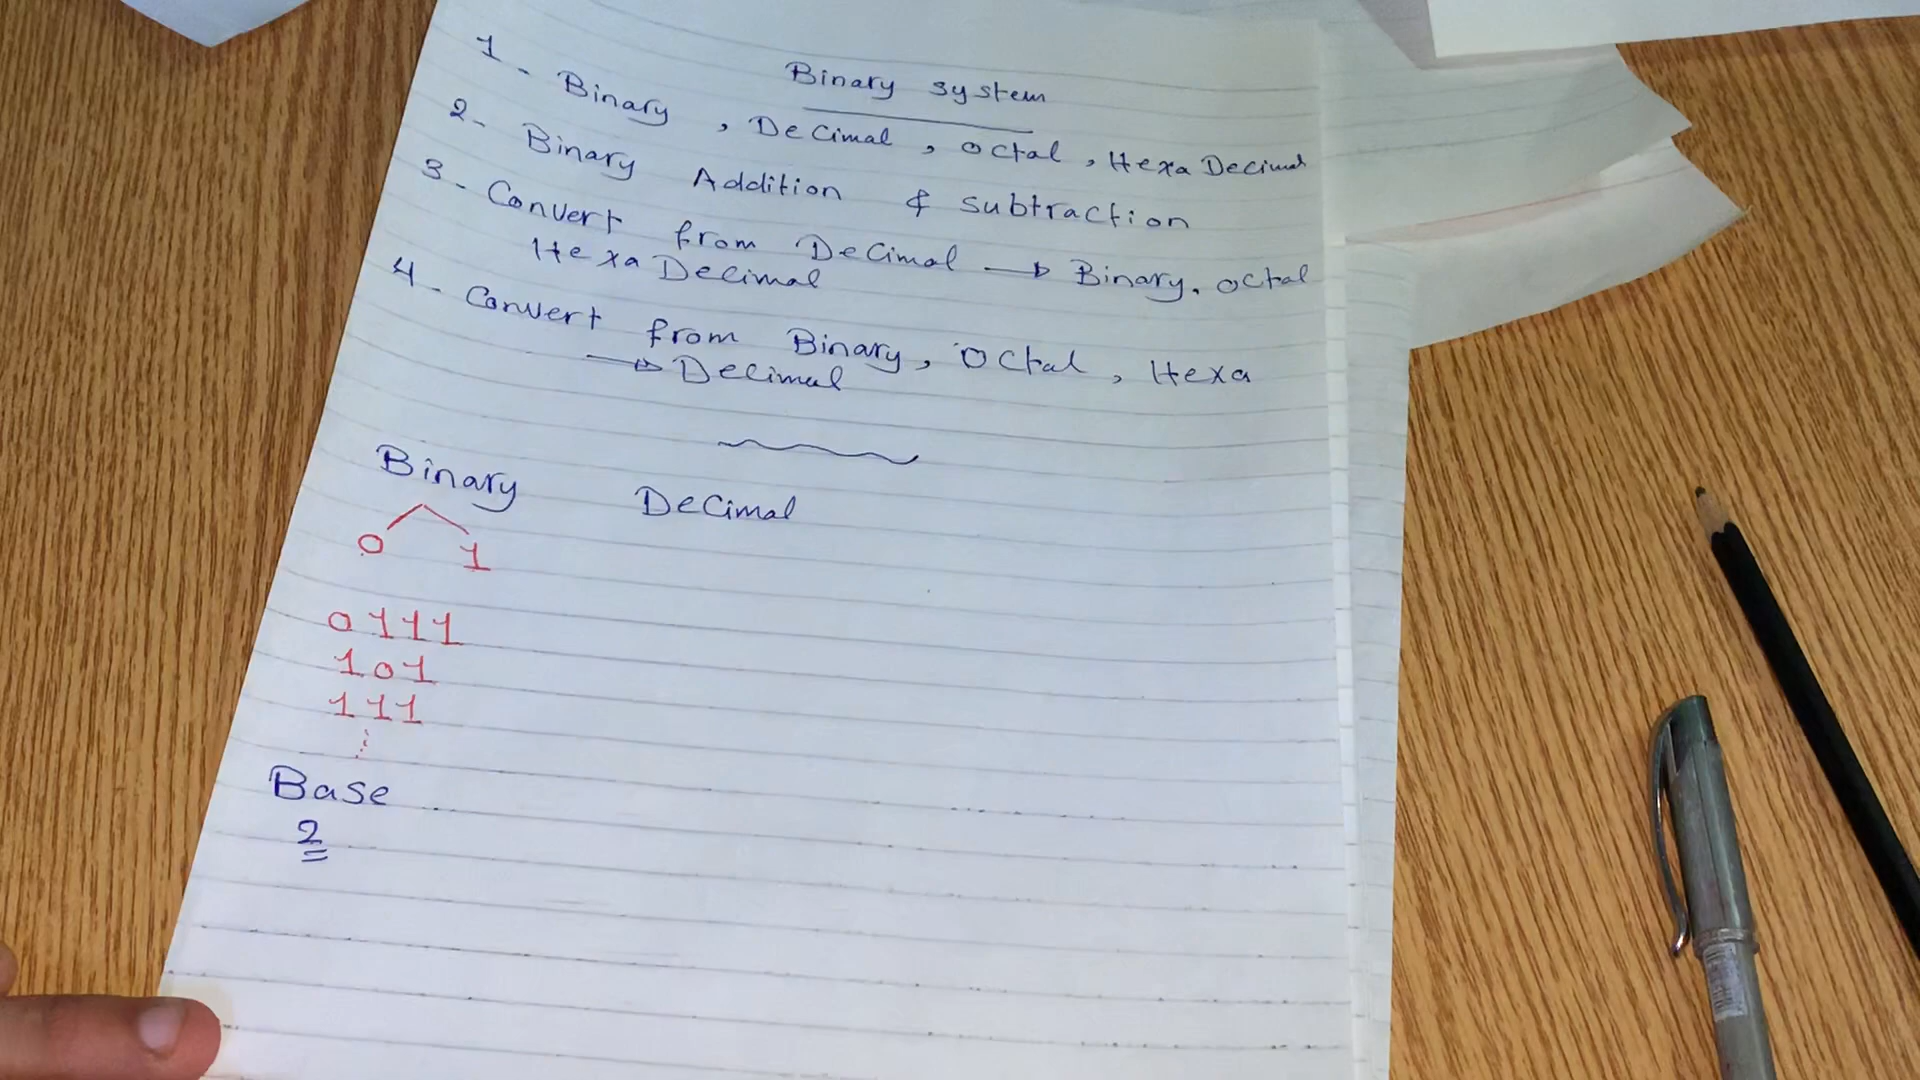 Binary system
1- Binary, Decimal, octal, Hexa Decimal
2- Binary Addition & subtraction
3- Convert from Decimal → Binary, octal
Hexa Decimal
4- Convert from Binary, Octal, Hexa
→ Decimal
Binary Decimal
0 1
0111
101
111
Base
2